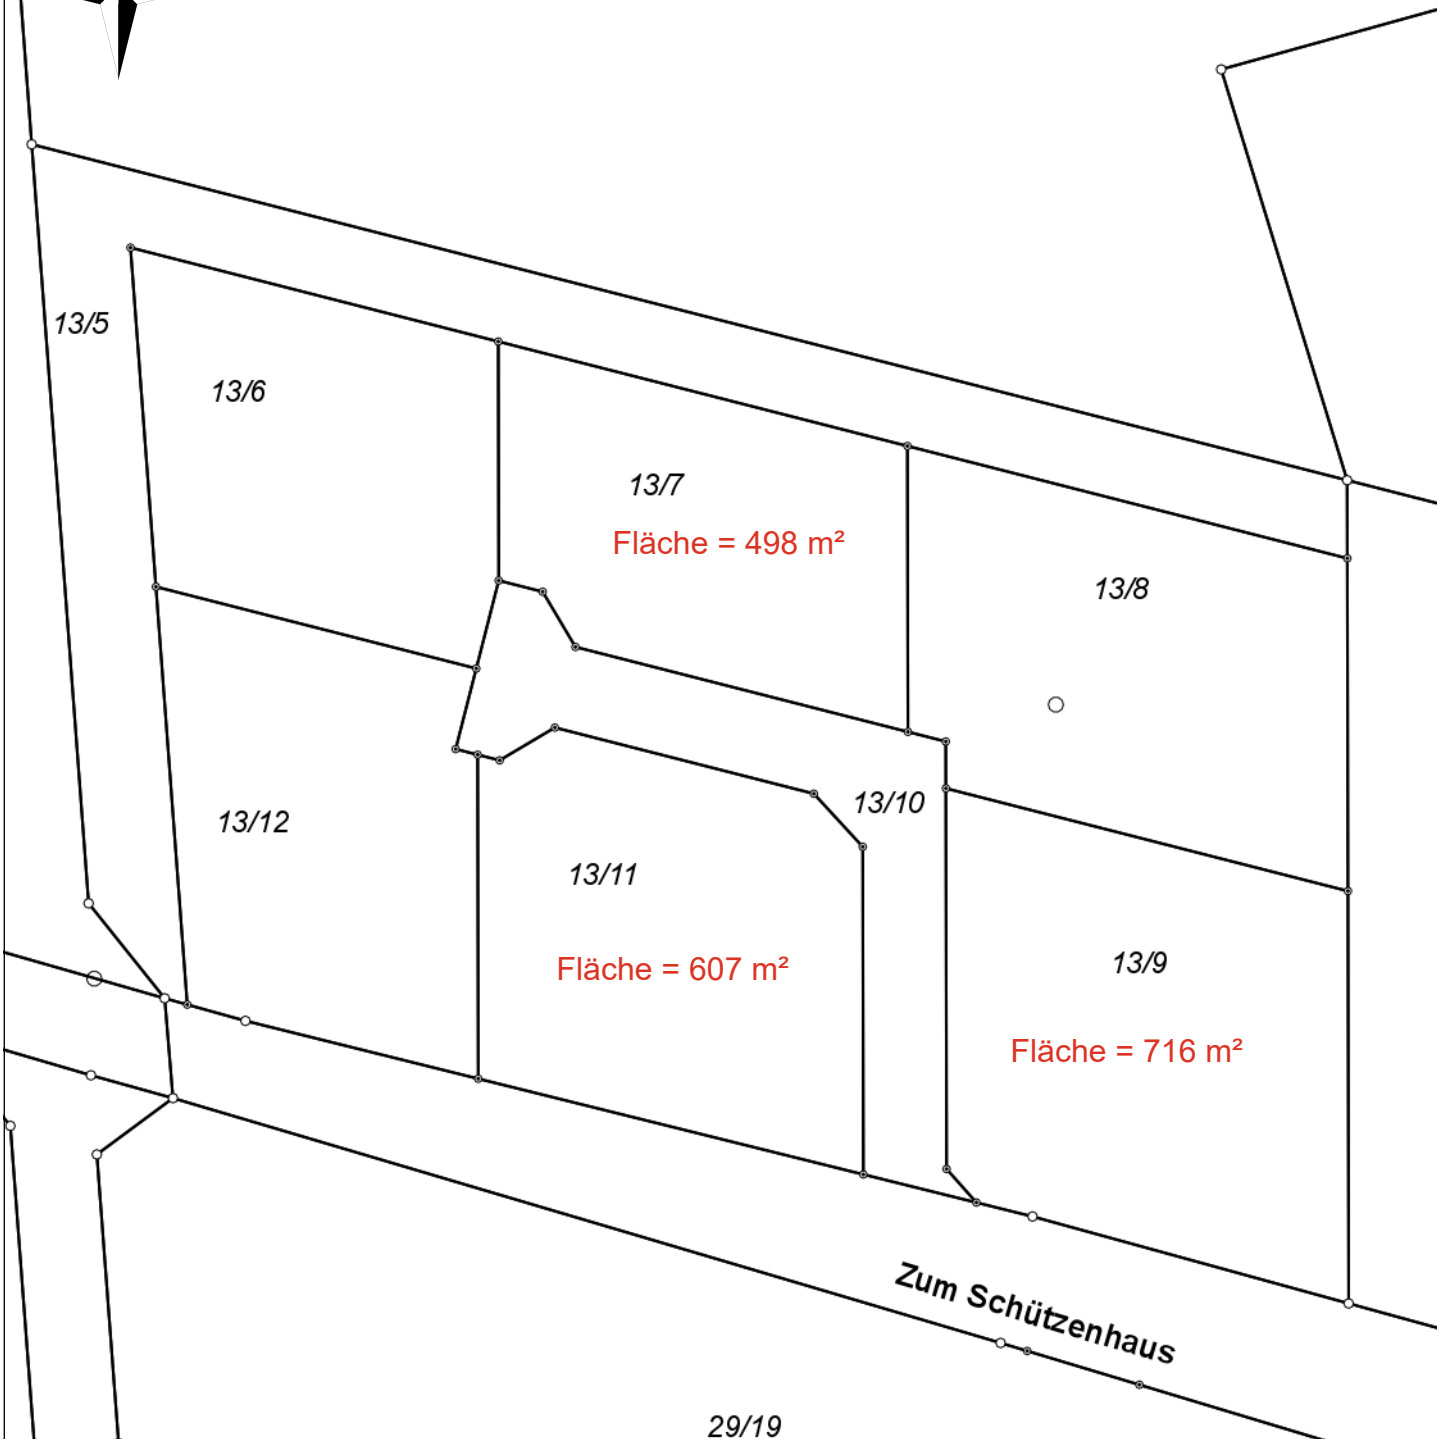 13/5
13/6
13/7
Fläche = 498 m²
13/8
13/10
13/12
13/11
Fläche = 607 m²
13/9
Fläche = 716 m²
Zum Schützenhaus
29/19